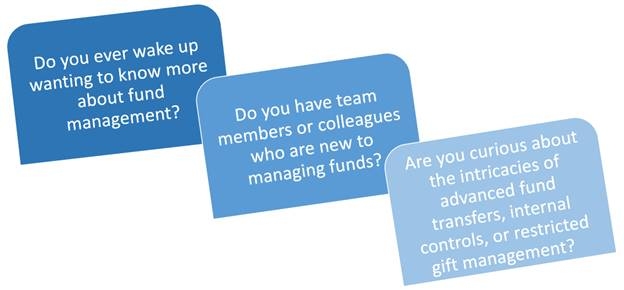 Do you ever wake up
wanting to know more
about fund
management?
Do you have team
members or colleagues
who are new to
managing funds?
Are you curious about
the intricacies of
advanced fund
transfers, internal
controls, or restricted
gift management?